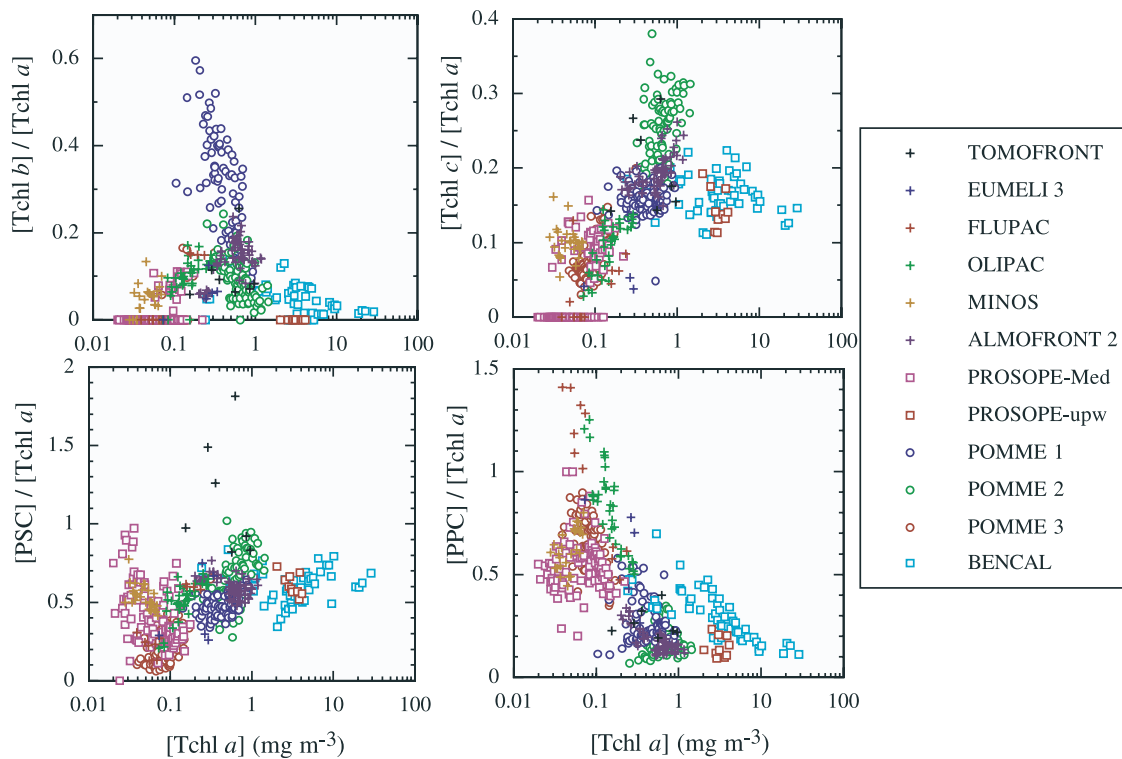 [Tchl b] / [Tchl a]
0.6
0.4
0.2
0
0.01
0.1
1
10
100
[Tchl c] / [Tchl a]
0.4
0.3
0.2
0.1
0
0.01
0.1
1
10
100
[PSC] / [Tchl a]
2
1.5
1
0.5
0
0.01
0.1
1
10
100
[Tchl a] (mg m-3)
[PPC] / [Tchl a]
1.5
1
0.5
0
0.01
0.1
1
10
100
[Tchl a] (mg m-3)
TOMOFRONT
EUMELI 3
FLUPAC
OLIPAC
MINOS
ALMOFRONT 2
PROSOPE-Med
PROSOPE-upw
POMME 1
POMME 2
POMME 3
BENCAL